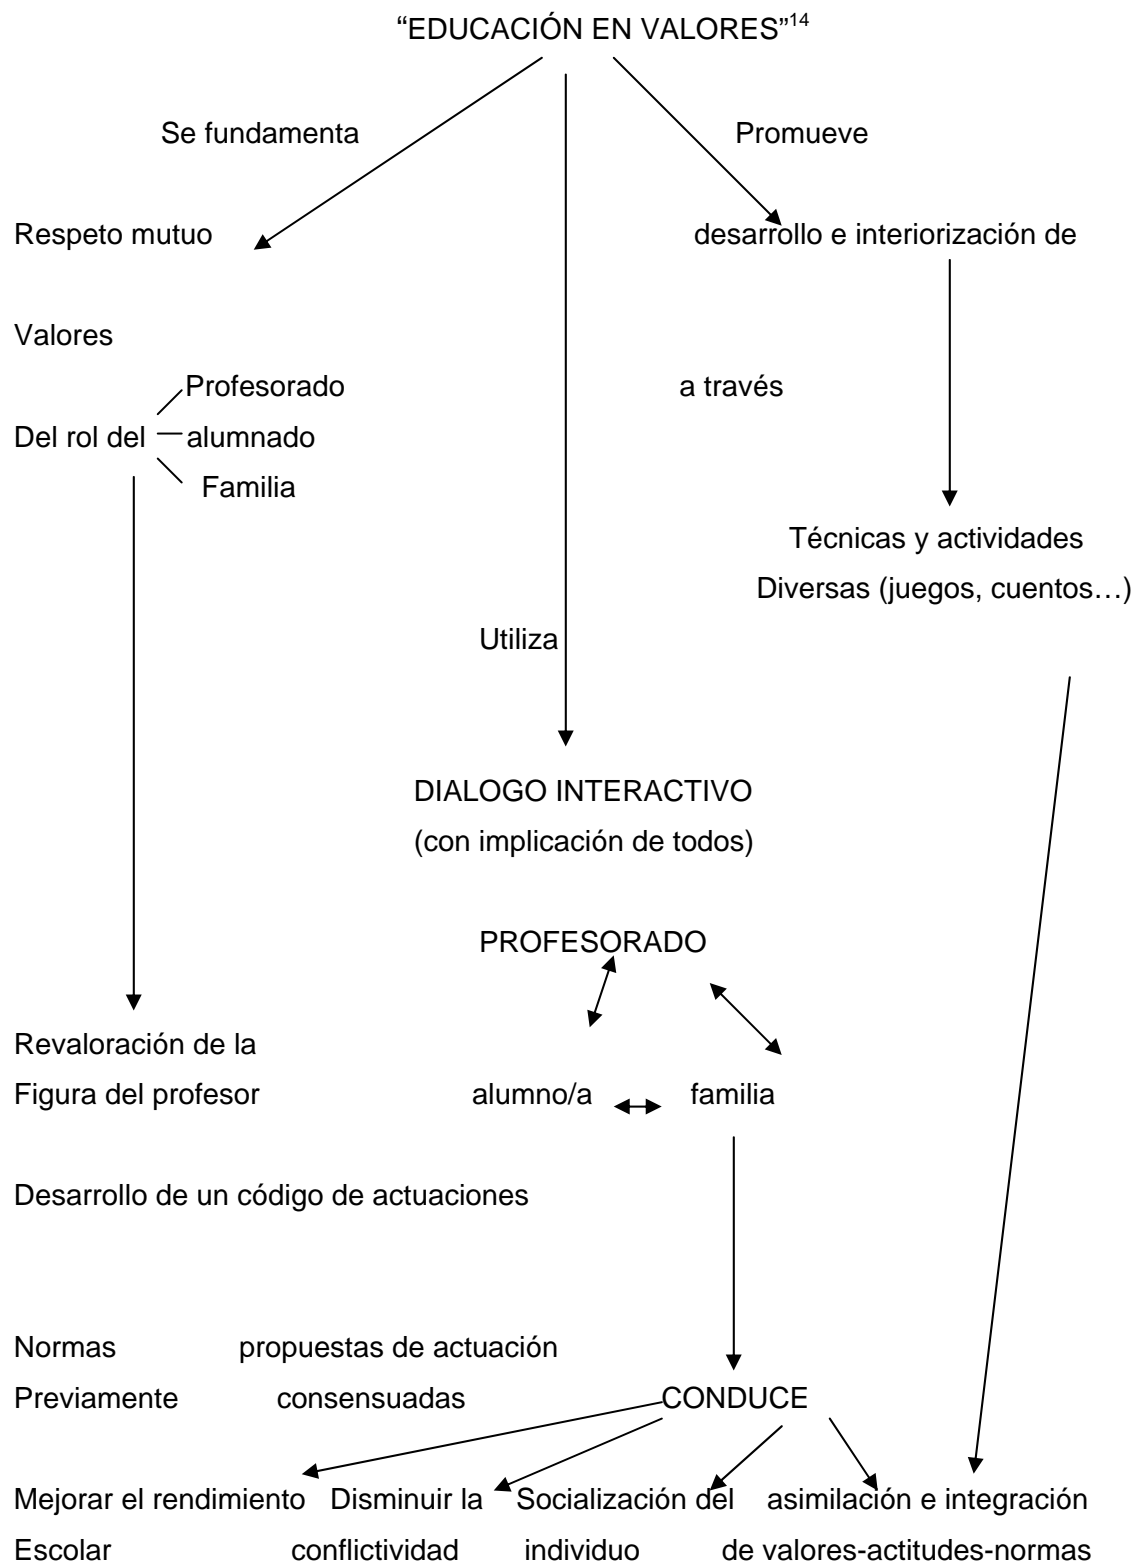 “EDUCACIÓN EN VALORES”14
Se fundamenta Promueve
Respeto mutuo desarrollo e interiorización de
Valores
Profesorado a través
Del rol del alumnado
Familia
Técnicas y actividades
Diversas (juegos, cuentos…)
Utiliza
DIALOGO INTERACTIVO
(con implicación de todos)
PROFESORADO
Revaloración de la
Figura del profesor alumno/a familia
Desarrollo de un código de actuaciones
Normas propuestas de actuación
Previamente consensuadas CONDUCE
Mejorar el rendimiento Disminuir la Socialización del asimilación e integración
Escolar conflictividad individuo de valores-actitudes-normas